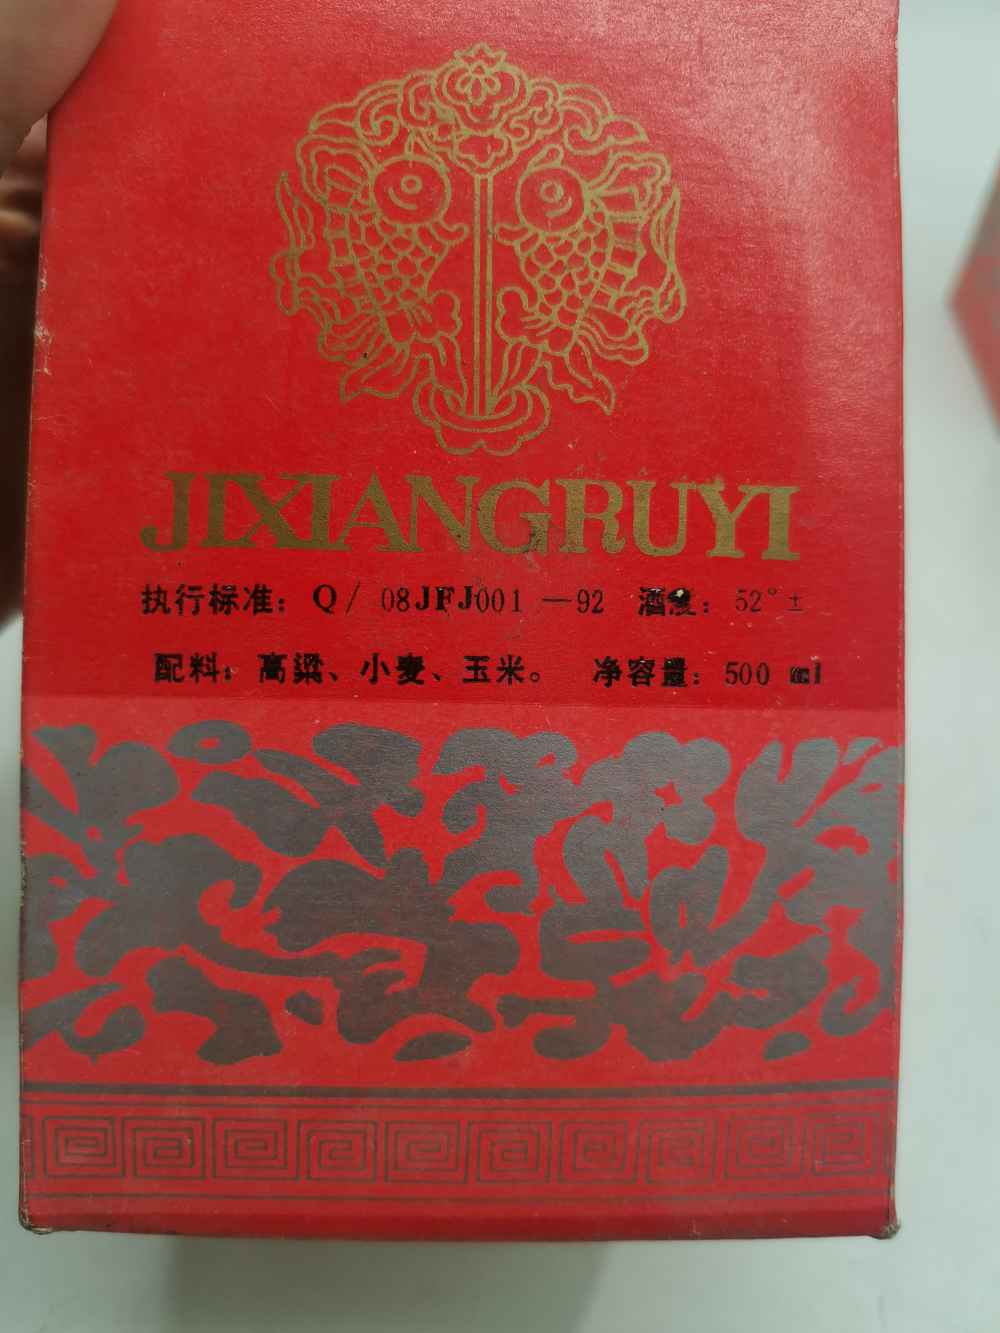 JIXIANGRUYI
执行标准：Q/ 08JFJ001 —92 酒度：52°±
配料：高粱、小麦、玉米。 净容量：500 ml